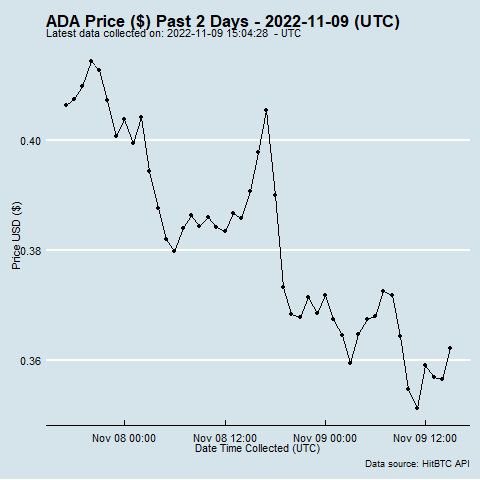 ADA Price ($) Past 2 Days - 2022-11-09 (UTC)
Latest data collected on: 2022-11-09 15:04:28 - UTC
Price USD ($)
0.40
0.38
0.36
Nov 08 00:00 Nov 08 12:00 Nov 09 00:00 Nov 09 12:00
Date Time Collected (UTC)
Data source: HitBTC API